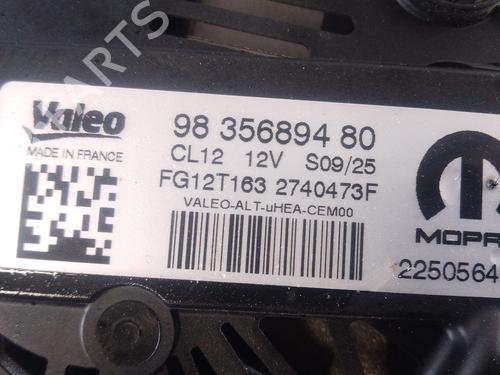 Valeo
MADE IN FRANCE
98 356894 80
CL12 12V S09/25
FG12T163 2740473F
VALEO-ALT-uHEA-CEM00
MOPA
2250564
PARTS